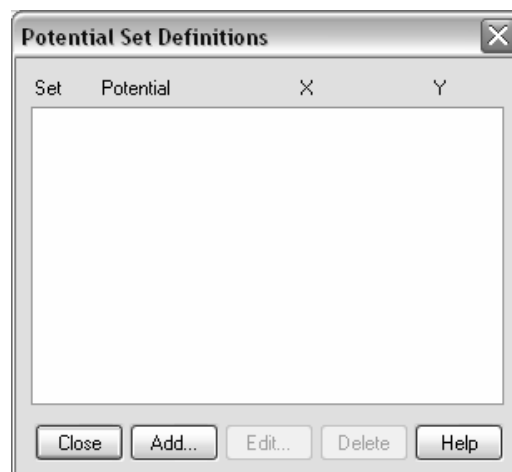 Potential Set Definitions
Set Potential X Y
Close Add... Edit... Delete Help